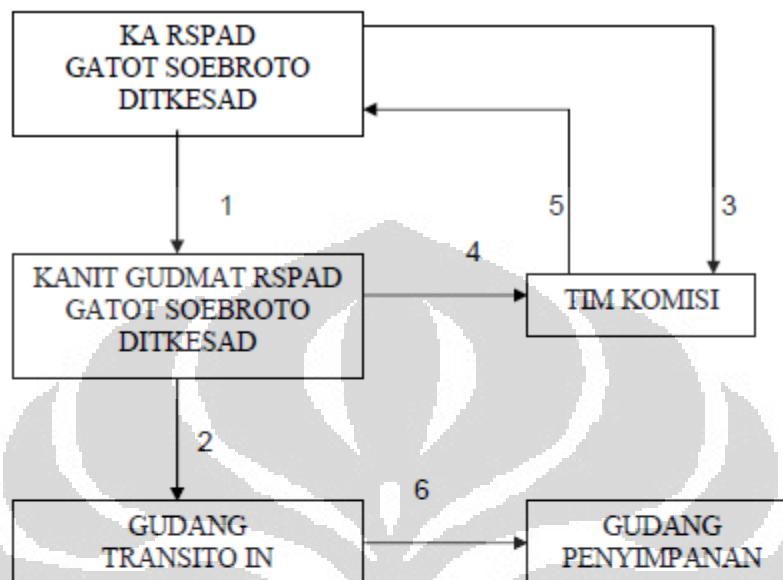 KA RSPAD
GATOT SOEBROTO
DITKESAD
1
5
3
KANIT GUDMAT RSPAD
GATOT SOEBROTO
DITKESAD
4
TIM KOMISI
2
6
GUDANG
TRANSITO IN
GUDANG
PENYIMPANAN